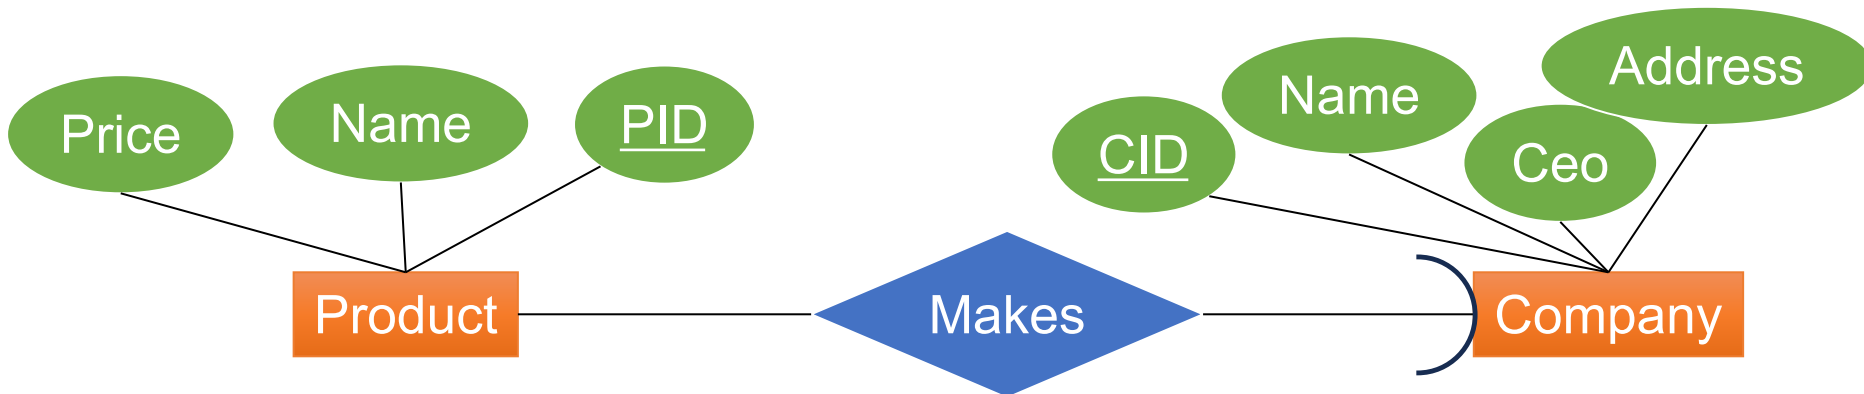 Price
Name
PID
CID
Name
Ceo
Address
Product
Makes
Company